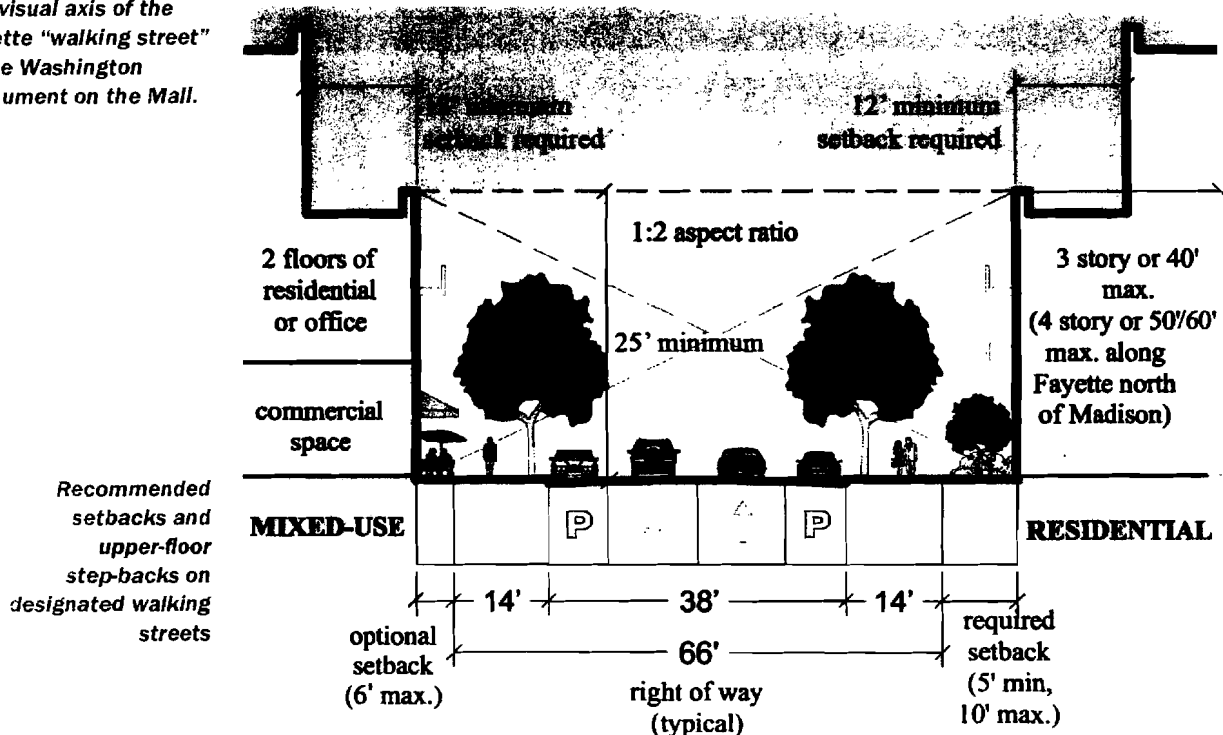 visual axis of the
ette "walking street"
e Washington
ument on the Mall.
minimum
setback required
12' minimum
setback required
1:2 aspect ratio
2 floors of
residential
or office
25' minimum
3 story or 40'
max.
(4 story or 50'/60'
max. along
Fayette north
of Madison)
commercial
space
Recommended
setbacks and
upper-floor
step-backs on
designated walking
streets
MIXED-USE
P
P
RESIDENTIAL
14'
38'
14'
optional
setback
(6' max.)
66'
right of way
(typical)
required
setback
(5' min,
10' max.)